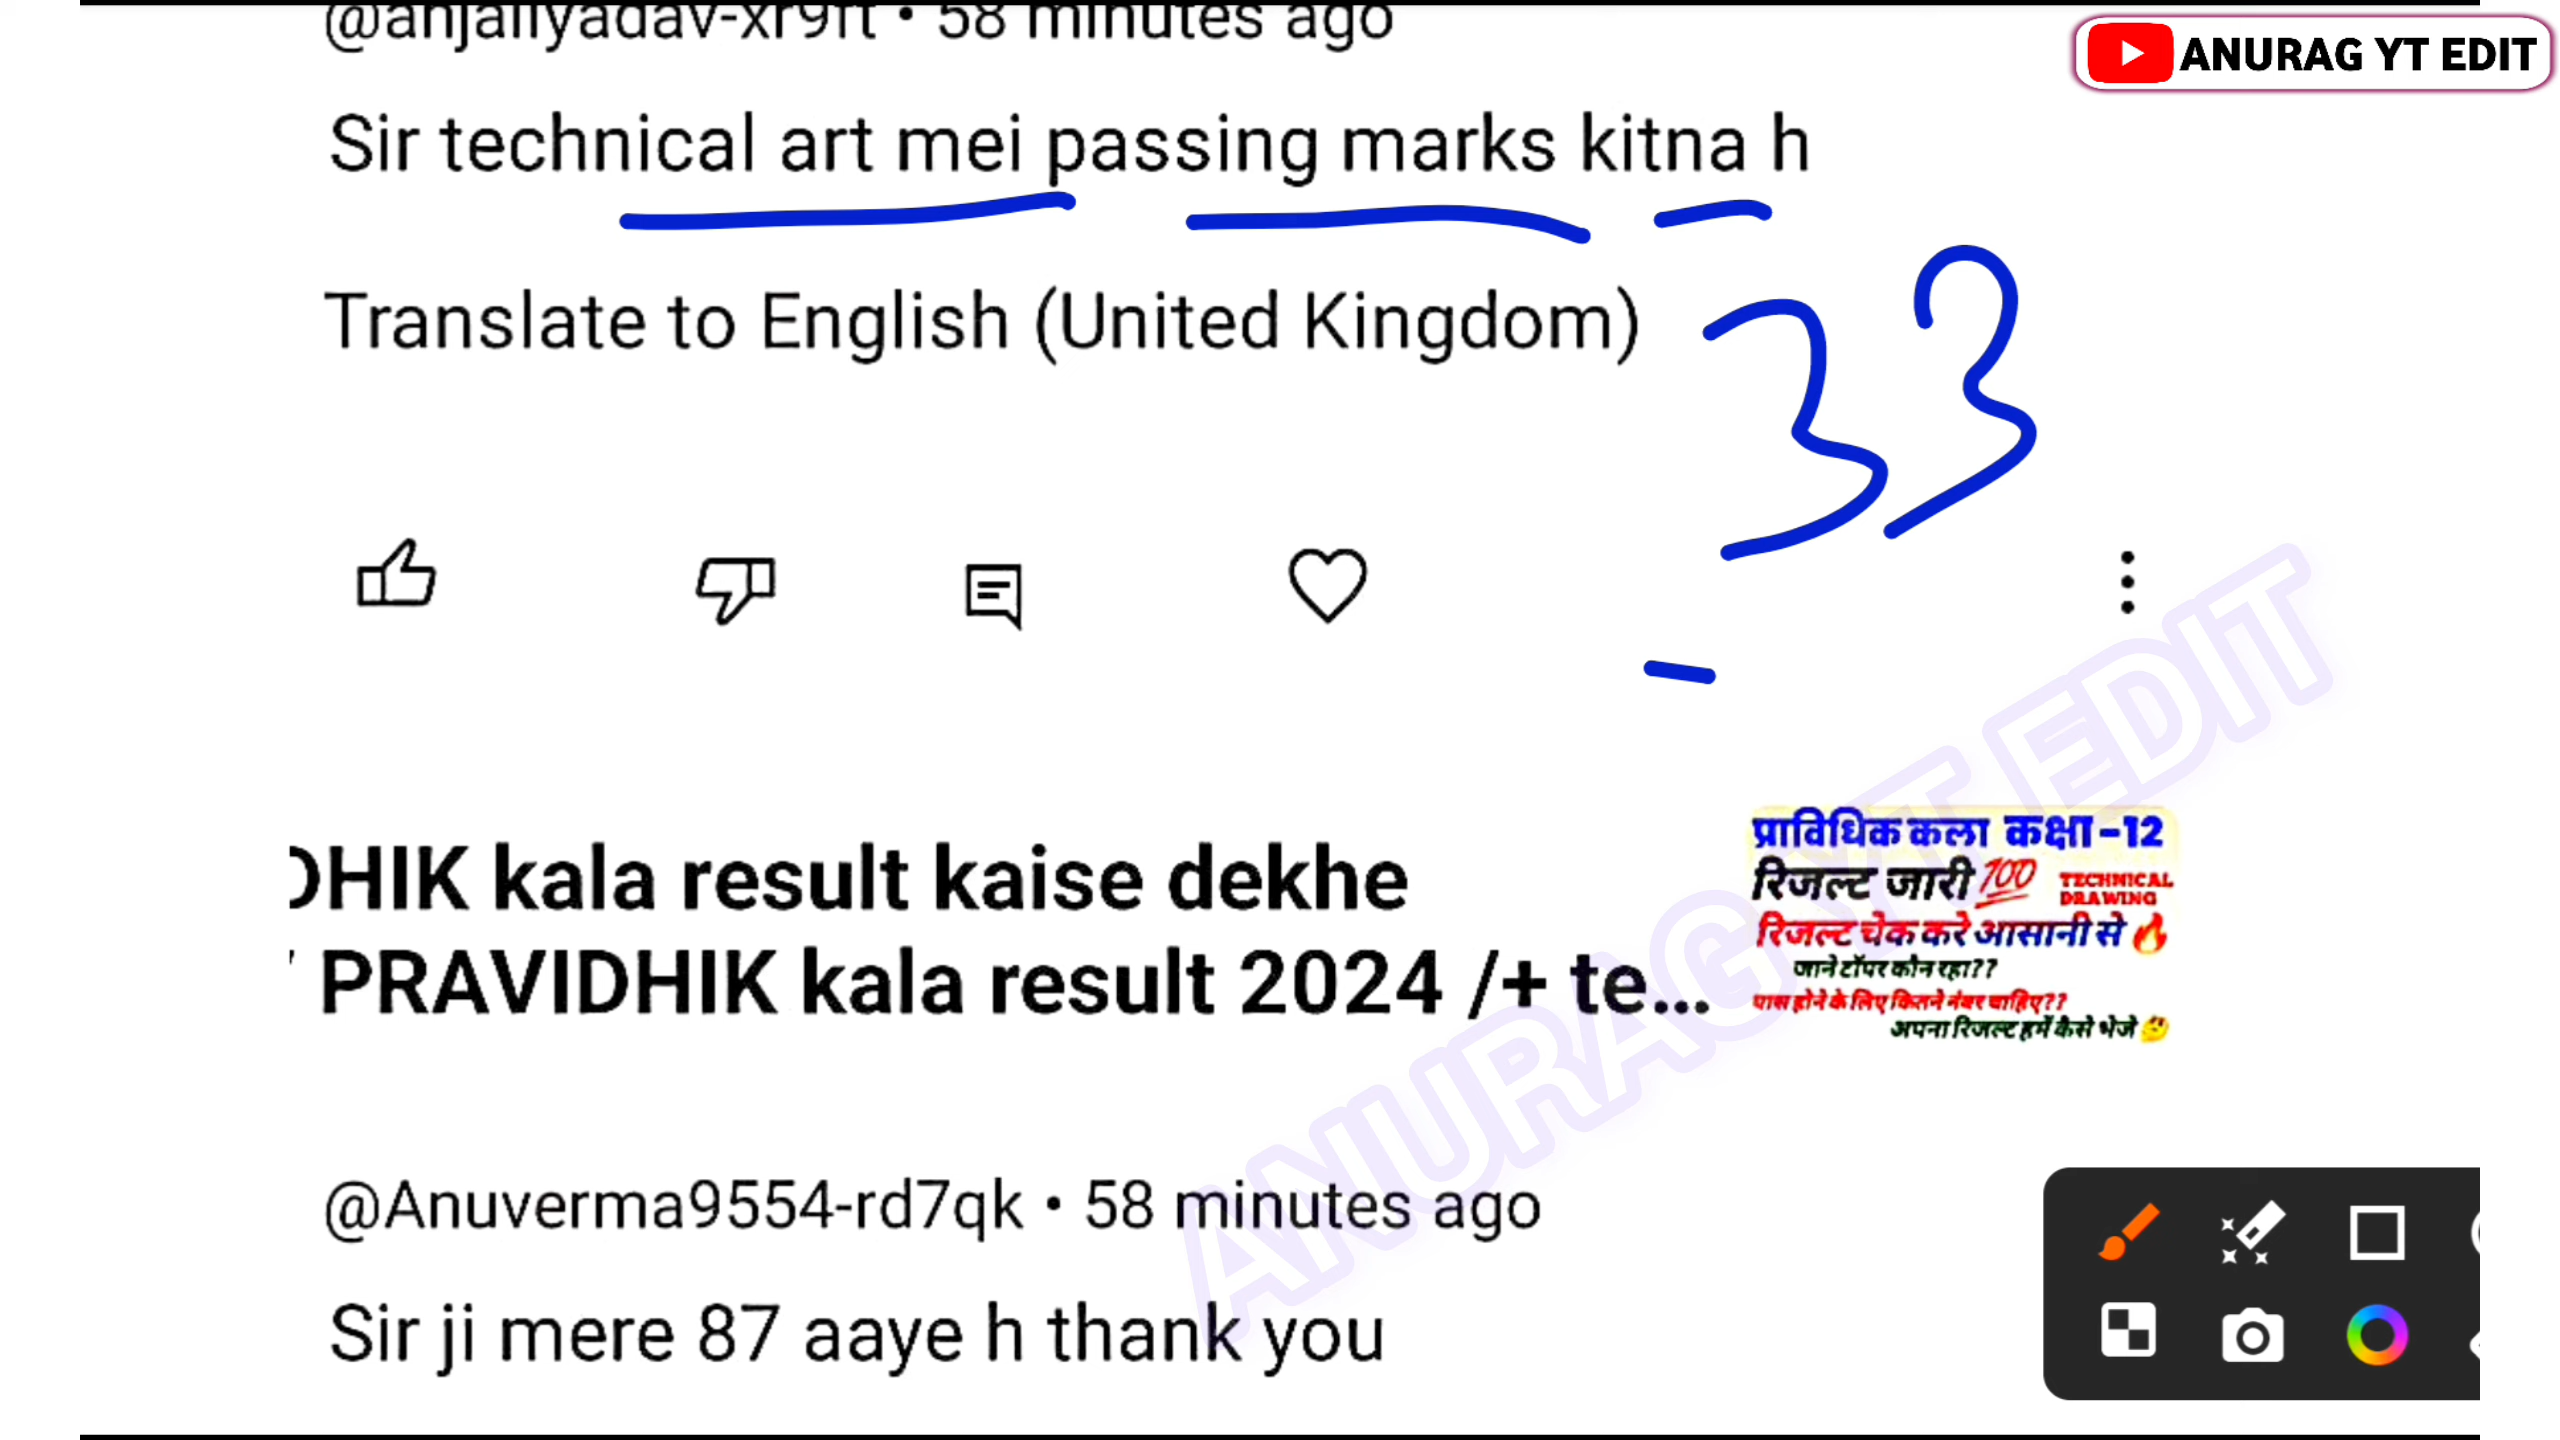 @anjaliyadav-xr9ft • 58 minutes ago
ANURAG YT EDIT
Sir technical art mei passing marks kitna h
Translate to English (United Kingdom)
33
DHIK kala result kaise dekhe
PRAVIDHIK kala result 2024 /+ te...
प्राविधिक कला कक्षा-12
रिजल्ट जारी 100 TECHNICAL
DRAWING
रिजल्ट चेक करे आसानी से
जाने टॉपर कौन रहा??
पास होने के लिए कितने नंबर चाहिए??
अपना रिजल्ट हमें कैसे भेजे
ANURAG YT EDIT
@Anuverma9554-rd7qk • 58 minutes ago
Sir ji mere 87 aaye h thank you